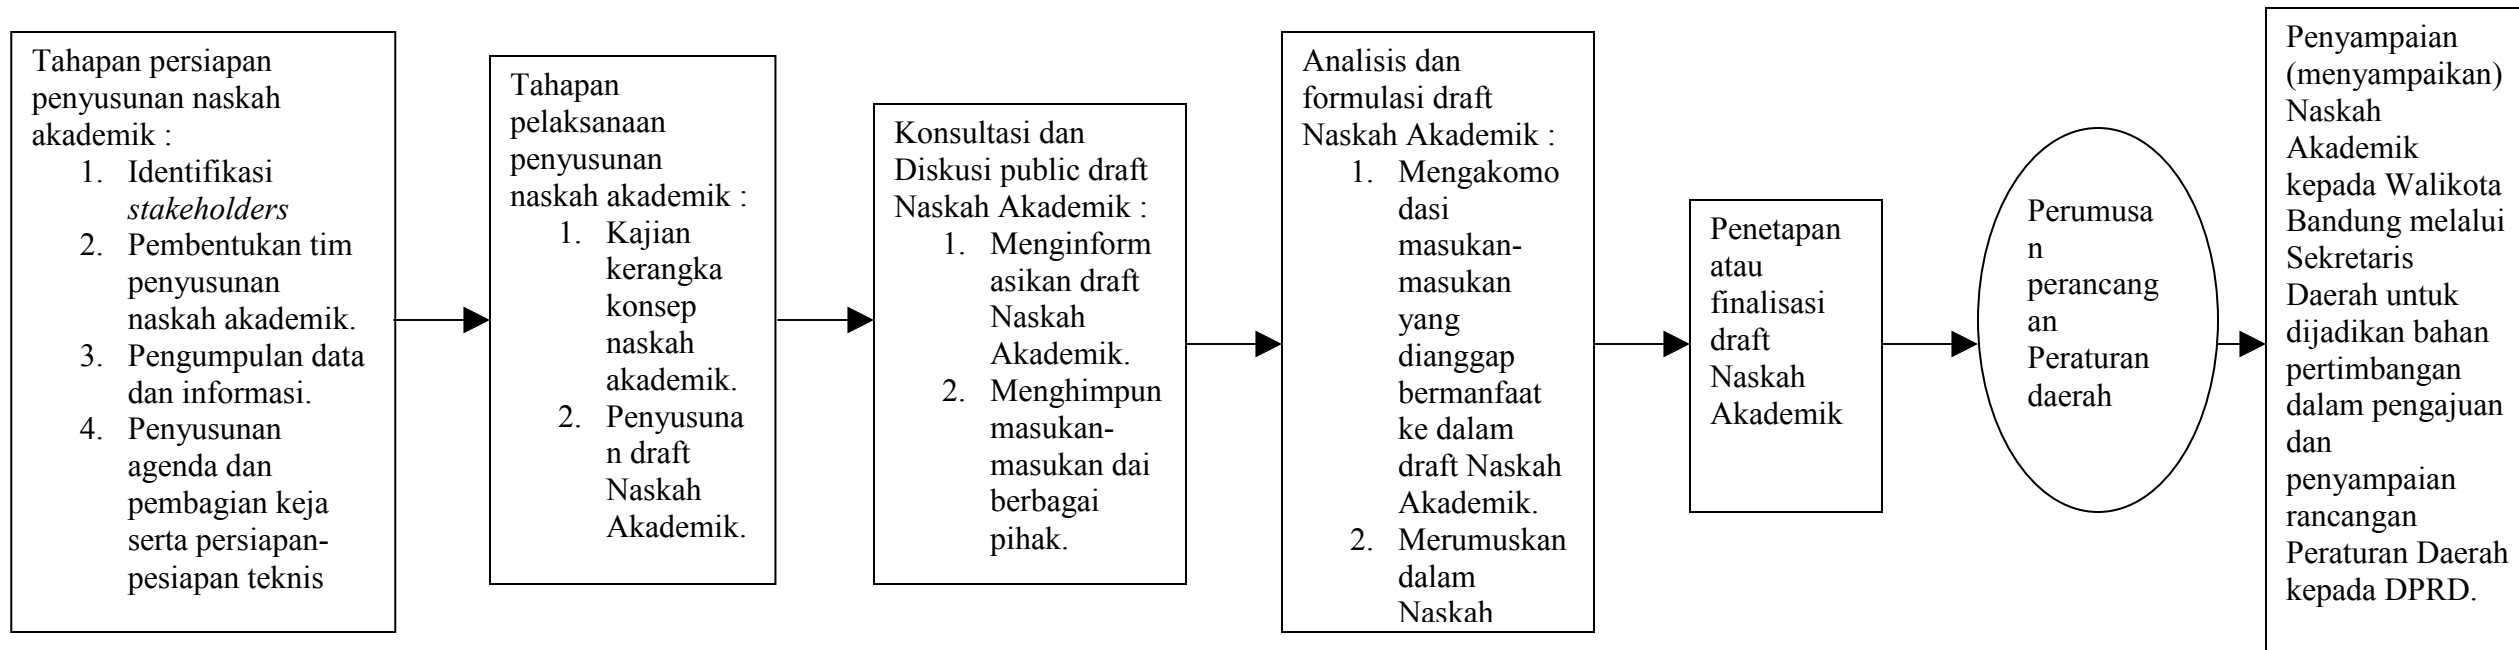 Tahapan persiapan
penyusunan naskah
akademik :
1. Identifikasi
stakeholders
2. Pembentukan tim
penyusunan
naskah akademik.
3. Pengumpulan data
dan informasi.
4. Penyusunan
agenda dan
pembagian keja
serta persiapan-
pesiapan teknis
Tahapan
pelaksanaan
penyusunan
naskah akademik :
1. Kajian
kerangka
konsep
naskah
akademik.
2. Penyusuna
n draft
Naskah
Akademik.
Konsultasi dan
Diskusi public draft
Naskah Akademik :
1. Menginform
asikan draft
Naskah
Akademik.
2. Menghimpun
masukan-
masukan dai
berbagai
pihak.
Analisis dan
formulasi draft
Naskah Akademik :
1. Mengakomo
dasi
masukan-
masukan
yang
dianggap
bermanfaat
ke dalam
draft Naskah
Akademik.
2. Merumuskan
dalam
Naskah
Penetapan
atau
finalisasi
draft
Naskah
Akademik
Perumusa
n
perancang
an
Peraturan
daerah
Penyampaian
(menyampaikan)
Naskah
Akademik
kepada Walikota
Bandung melalui
Sekretaris
Daerah untuk
dijadikan bahan
pertimbangan
dalam pengajuan
dan
penyampaian
rancangan
Peraturan Daerah
kepada DPRD.